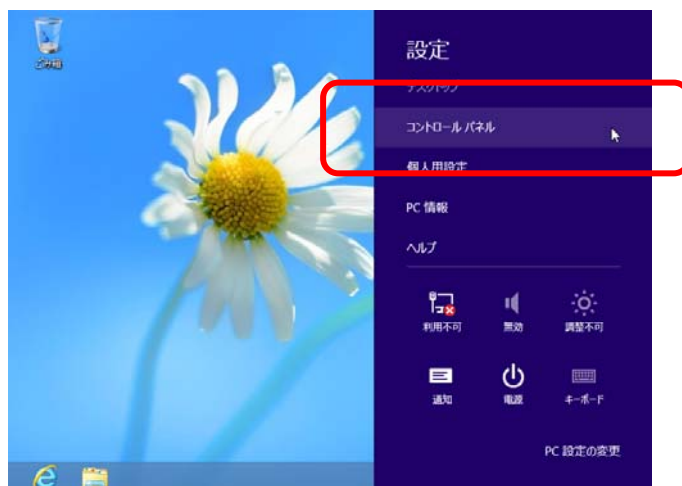 ごみ箱
設定
デスクトップ
コントロール パネル
個人用設定
PC 情報
ヘルプ
利用不可
無効
調整不可
通知
電源
キーボード
PC 設定の変更